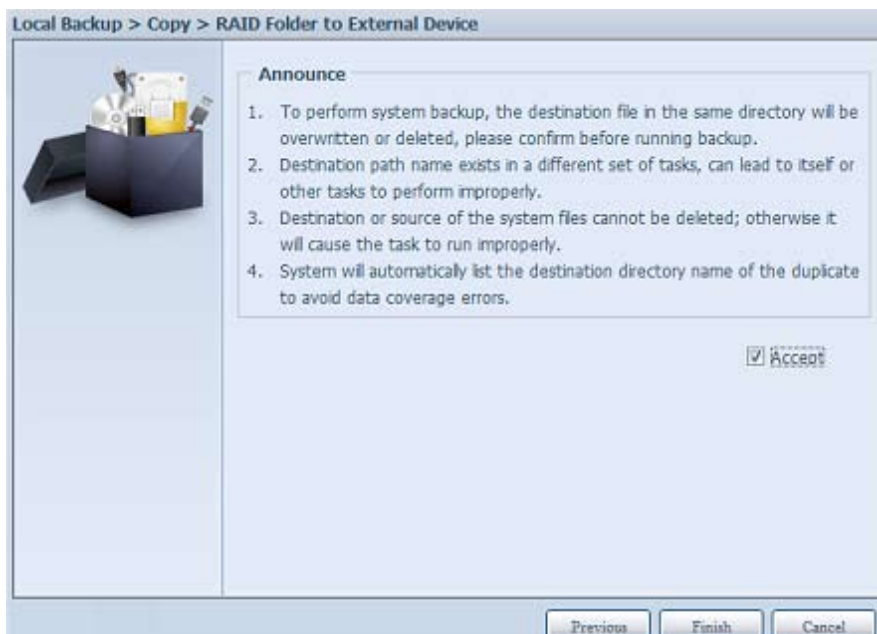 Local Backup > Copy > RAID Folder to External Device
Announce
1. To perform system backup, the destination file in the same directory will be
overwritten or deleted, please confirm before running backup.
2. Destination path name exists in a different set of tasks, can lead to itself or
other tasks to perform improperly.
3. Destination or source of the system files cannot be deleted; otherwise it
will cause the task to run improperly.
4. System will automatically list the destination directory name of the duplicate
to avoid data coverage errors.
Accept
Previous Finish Cancel